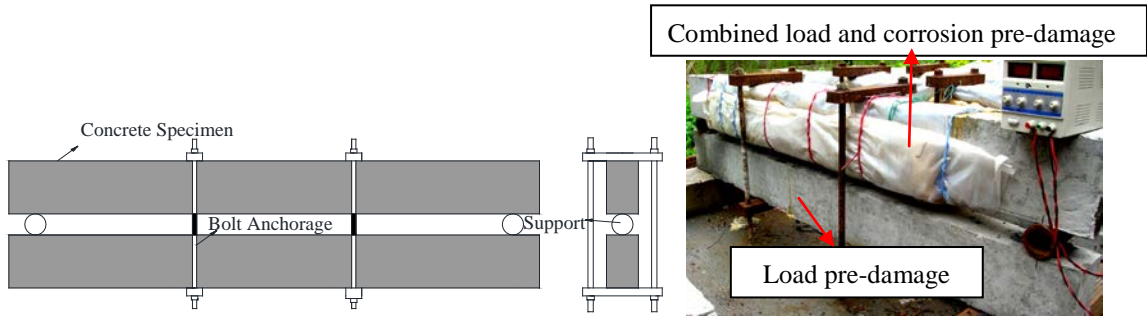 Concrete Specimen
Bolt Anchorage
Support
Combined load and corrosion pre-damage
Load pre-damage